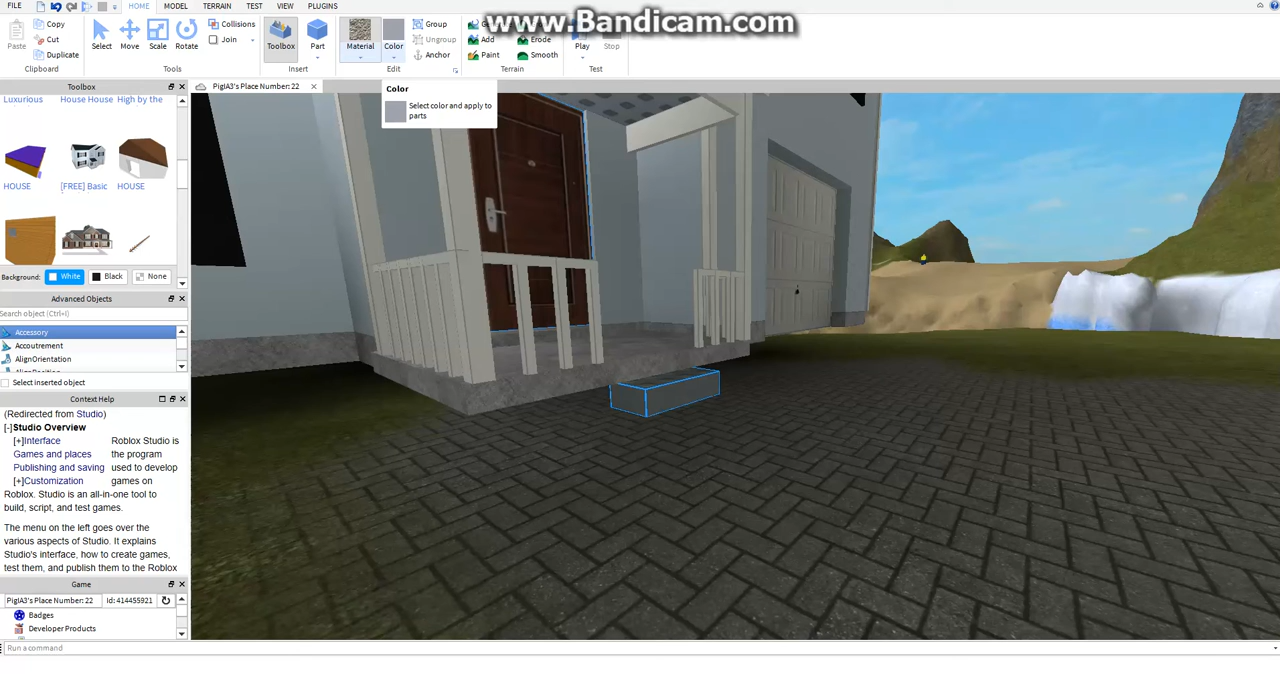 www.Bandicam.com
FILE HOME MODEL TERRAIN TEST VIEW PLUGINS
Paste Copy Cut Duplicate Clipboard
Select Move Scale Rotate Collisions Join Tools
Toolbox Part Insert
Material Color Group Ungroup Anchor Edit
Add Paint Erode Smooth Terrain
Play Stop Test
Toolbox
PigIA3's Place Number: 22
Color
Select color and apply to
parts
Luxurious House House High by the
HOUSE [FREE] Basic HOUSE
Background: White Black None
Advanced Objects
Search object (Ctrl+i)
Accessory
Accoutrement
AlignOrientation
Select inserted object
Context Help
(Redirected from Studio)
[-]Studio Overview
[+]Interface
Games and places
Publishing and saving
[+]Customization
Roblox Studio is
the program
used to develop
games on
Roblox. Studio is an all-in-one tool to
build, script, and test games.
The menu on the left goes over the
various aspects of Studio. It explains
Studio's interface, how to create games,
test them, and publish them to the Roblox
Game
PigIA3's Place Number: 22 Id: 414455921
Badges
Developer Products
Run a command